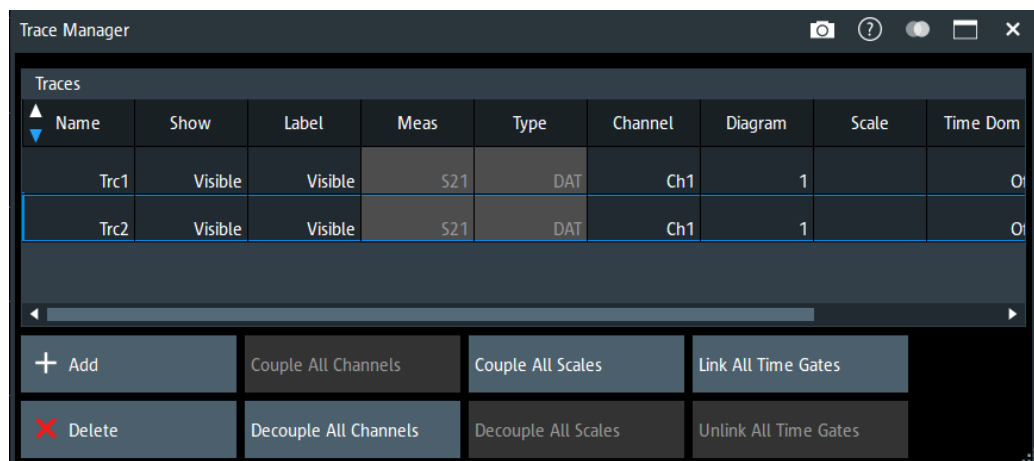 Trace Manager
Traces
Name Show Label Meas Type Channel Diagram Scale Time Dom
Trc1 Visible Visible S21 DAT Ch1 1 Of
Trc2 Visible Visible S21 DAT Ch1 1 Of
Add Couple All Channels Couple All Scales Link All Time Gates
Delete Decouple All Channels Decouple All Scales Unlink All Time Gates